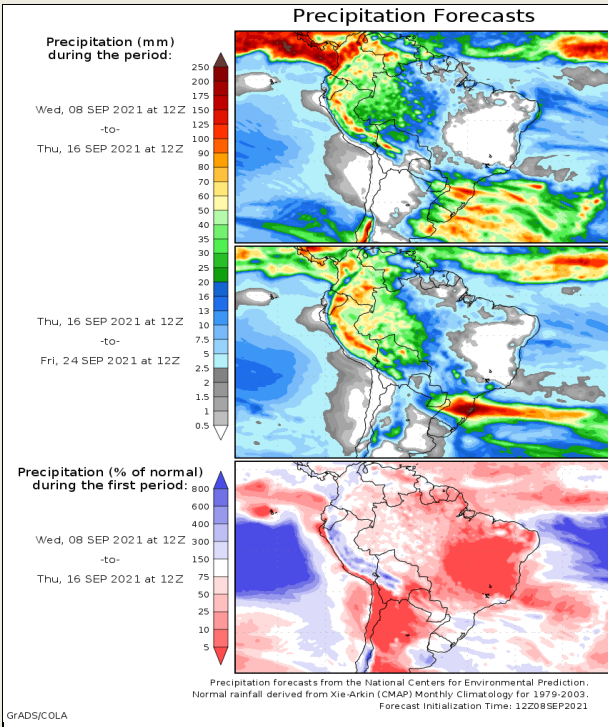 Precipitation Forecasts
Precipitation (mm)
during the period:
Wed, 08 SEP 2021 at 12Z
-to-
Thu, 16 SEP 2021 at 12Z
250
200
175
150
125
100
90
80
70
60
50
40
35
30
25
20
16
13
10
7.5
5
2.5
2
1.5
1
0.5
Thu, 16 SEP 2021 at 12Z
-to-
Fri, 24 SEP 2021 at 12Z
Precipitation (% of normal)
during the first period:
Wed, 08 SEP 2021 at 12Z
-to-
Thu, 16 SEP 2021 at 12Z
800
600
400
300
150
75
50
25
10
5
Precipitation forecasts from the National Centers for Environmental Prediction.
Normal rainfall derived from Xie-Arkin (CMAP) Monthly Climatology for 1979-2003.
Forecast Initialization Time: 12Z08SEP2021
GrADS/COLA